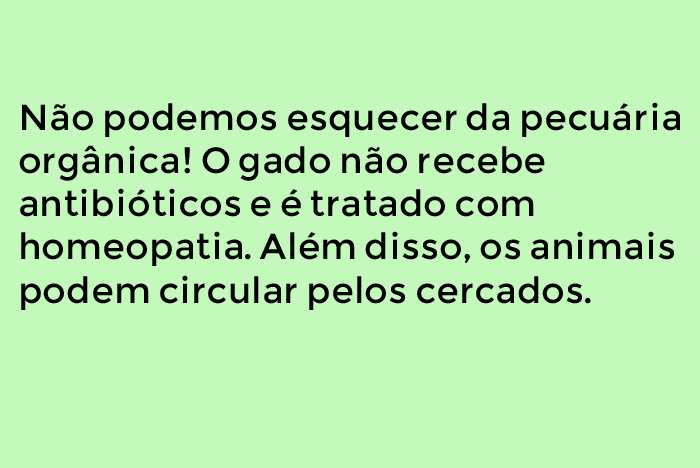 Não podemos esquecer da pecuária
orgânica! O gado não recebe
antibióticos e é tratado com
homeopatia. Além disso, os animais
podem circular pelos cercados.